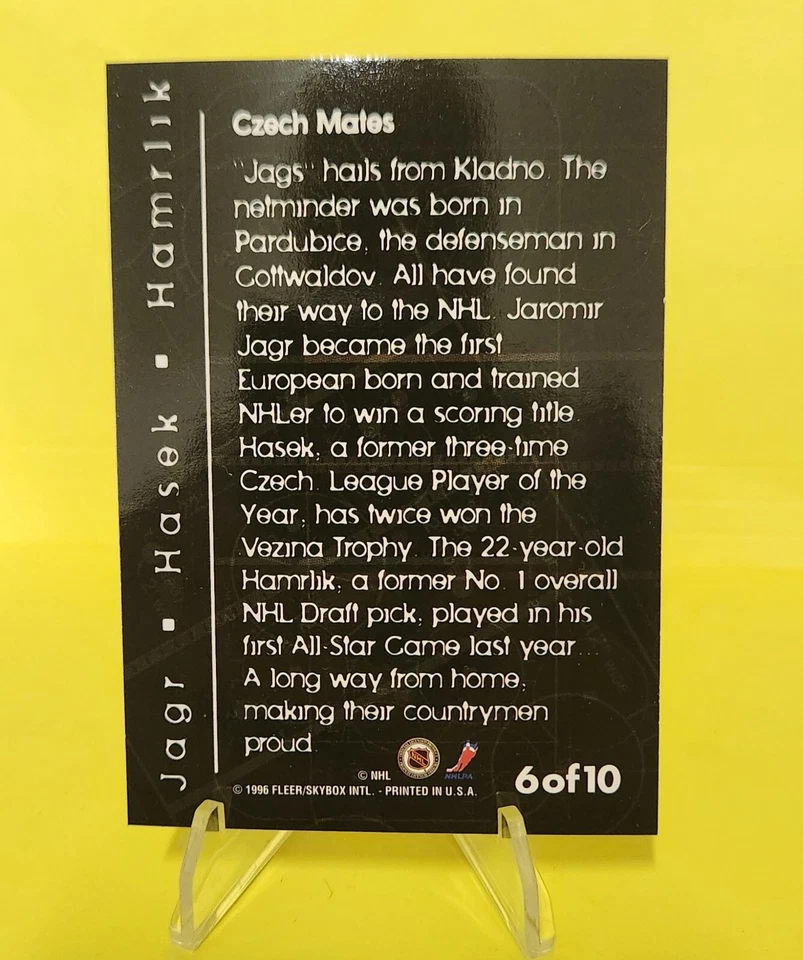 Jagr ▪ Hasek ▪ Hamrlik
Czech Mates
"Jags" hails from Kladno. The
netminder was born in
Pardubice, the defenseman in
Gottwaldov. All have found
their way to the NHL. Jaromir
Jagr became the first
European born and trained
NHLer to win a scoring title.
Hasek, a former three-time
Czech. League Player of the
Year, has twice won the
Vezina Trophy. The 22-year-old
Hamrlik, a former No. 1 overall
NHL Draft pick, played in his
first All-Star Game last year...
A long way from home,
making their countrymen
proud.
© NHL
NHL
NHLPA
© 1996 FLEER/SKYBOX INTL. - PRINTED IN U.S.A.
6of10